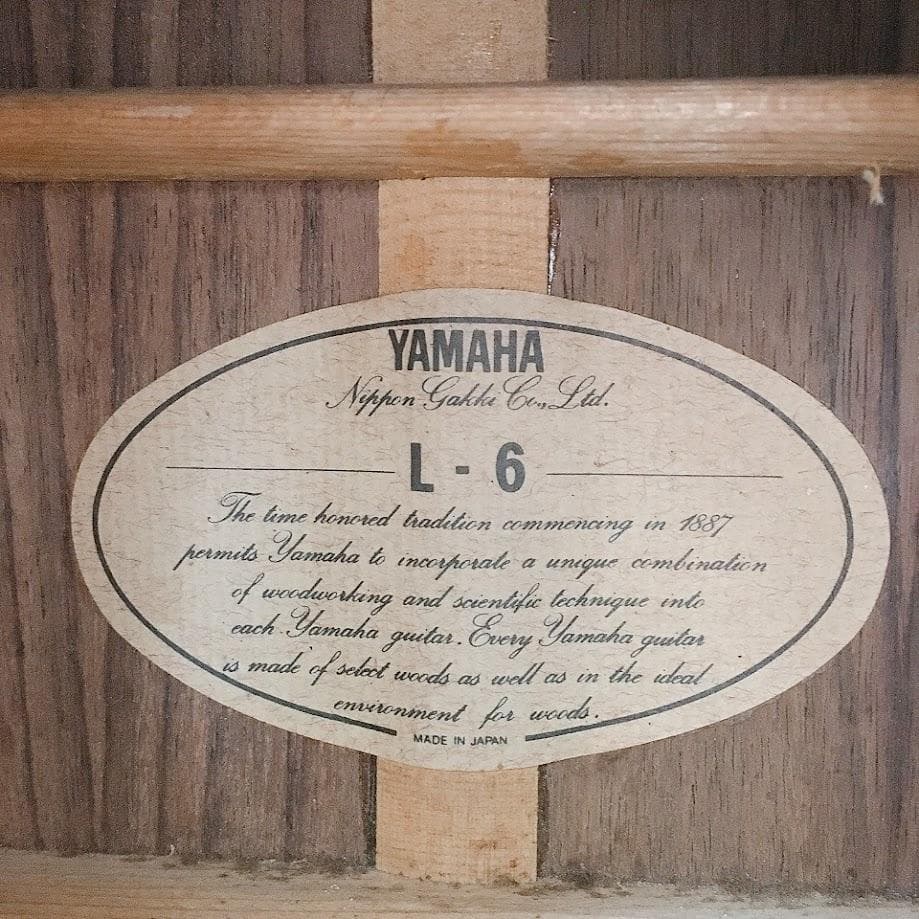 YAMAHA
Nippon Gakki Co., Ltd.
L - 6
The time honored tradition commencing in 1887
permits Yamaha to incorporate a unique combination
of woodworking and scientific technique into
each Yamaha guitar. Every Yamaha guitar
is made of select woods as well as in the ideal
environment for woods.
MADE IN JAPAN